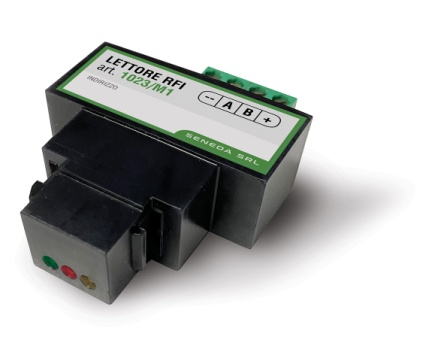 LETTORE RFI
art. 1023/M1
INDIRIZZO
-- A B +
SENEDA SRL